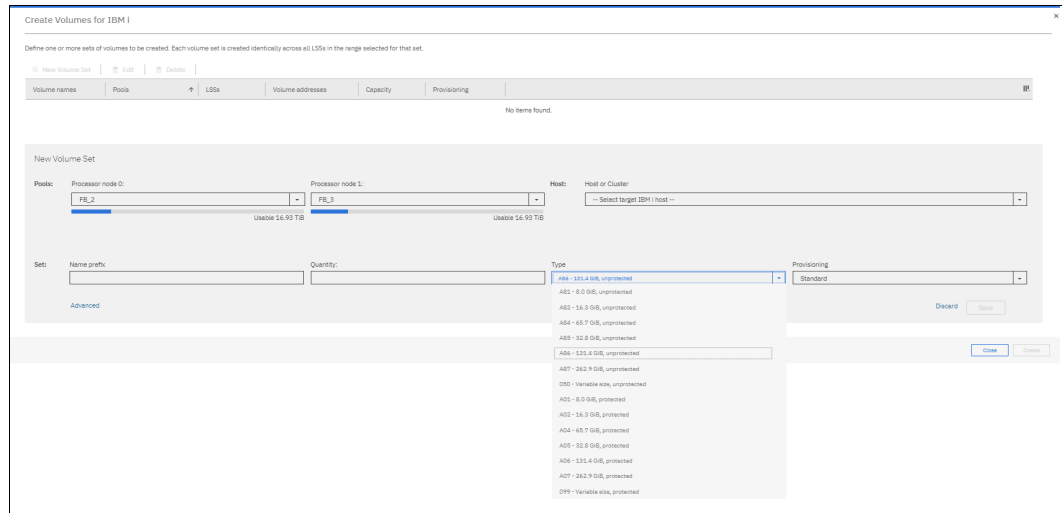 Create Volumes for IBM i
×
Define one or more sets of volumes to be created. Each volume set is created identically across all LSSs in the range selected for that set.
New Volume Set Edit Delete
Volume names Pools ↑ LSSs Volume addresses Capacity Provisioning
No items found.
New Volume Set
Pools: Processor node 0: Processor node 1: Host: Host or Cluster
FB_2 FB_3 -- Select target IBM i host --
Usable 16.93 TiB Usable 16.93 TiB
Set: Name prefix Quantity: Type Provisioning
A86 - 131.4 GiB, unprotected Standard
A81 - 8.0 GiB, unprotected
Advanced A82 - 16.3 GiB, unprotected Discard Save
A84 - 65.7 GiB, unprotected
A85 - 32.8 GiB, unprotected
A86 - 131.4 GiB, unprotected Close Create
A87 - 262.9 GiB, unprotected
050 - Variable size, unprotected
A01 - 8.0 GiB, protected
A02 - 16.3 GiB, protected
A04 - 65.7 GiB, protected
A05 - 32.8 GiB, protected
A06 - 131.4 GiB, protected
A07 - 262.9 GiB, protected
099 - Variable size, protected